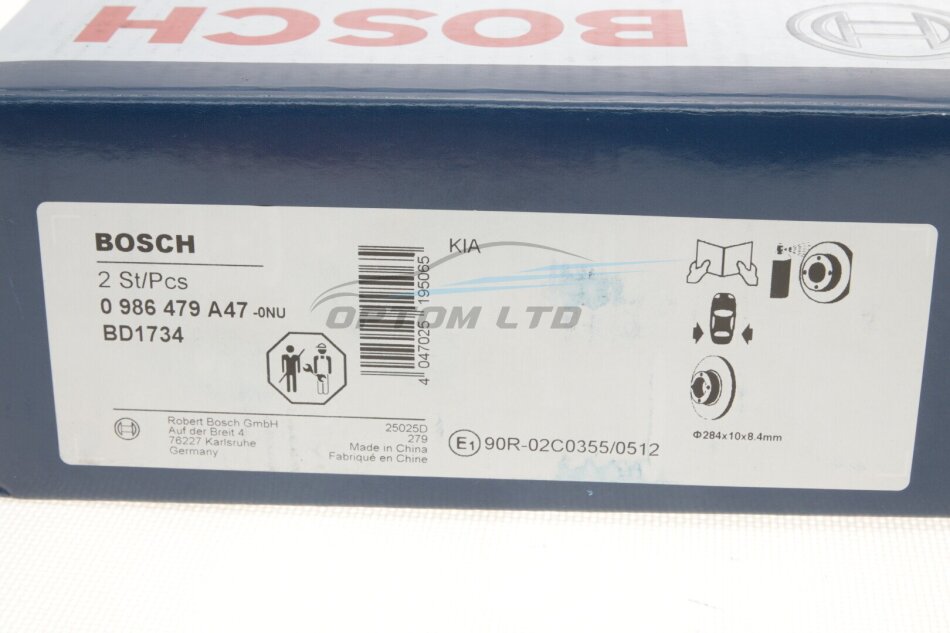 BOSCH
BOSCH
2 St/Pcs
0 986 479 A47 -0NU
BD1734
4 047025 195065
KIA
OPTOM LTD
Robert Bosch GmbH
Auf der Breit 4
76227 Karlsruhe
Germany
25025D
279
Made in China
Fabriqué en Chine
E1 90R-02C0355/0512
Φ284x10x8.4mm